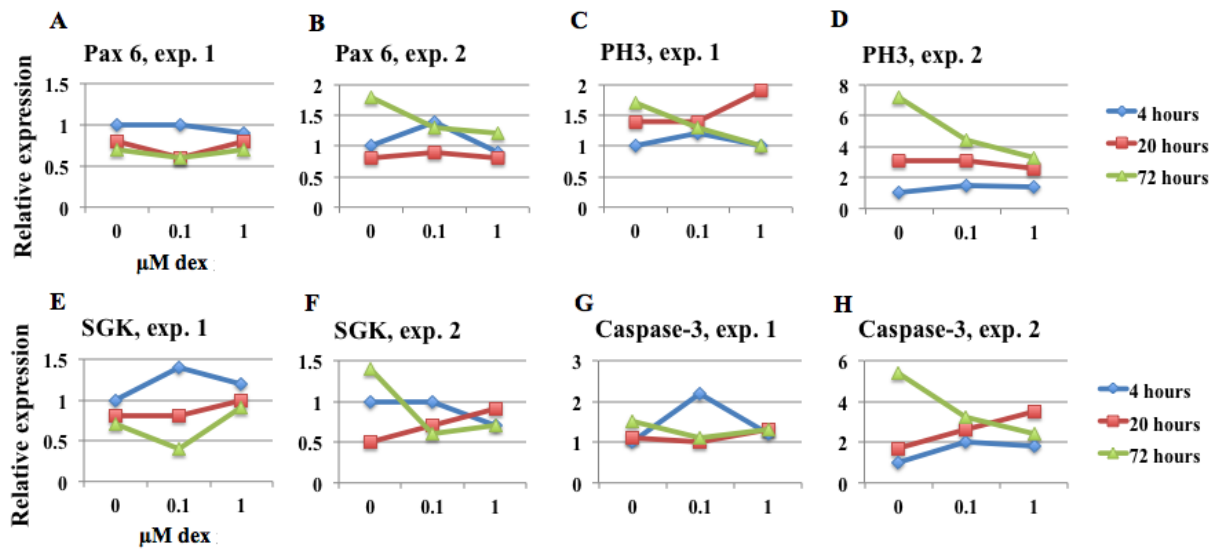 A
B
C
D
Pax 6, exp. 1
Pax 6, exp. 2
PH3, exp. 1
PH3, exp. 2
Relative expression
1.5
1
0.5
0
0 0.1 1
µM dex
2
1.5
1
0.5
0
0 0.1 1
2
1.5
1
0.5
0
0 0.1 1
8
6
4
2
0
0 0.1 1
4 hours
20 hours
72 hours
E
F
G
H
SGK, exp. 1
SGK, exp. 2
Caspase-3, exp. 1
Caspase-3, exp. 2
Relative expression
1.5
1
0.5
0
0 0.1 1
µM dex
1.5
1
0.5
0
0 0.1 1
3
2
1
0
0 0.1 1
6
4
2
0
0 0.1 1
4 hours
20 hours
72 hours